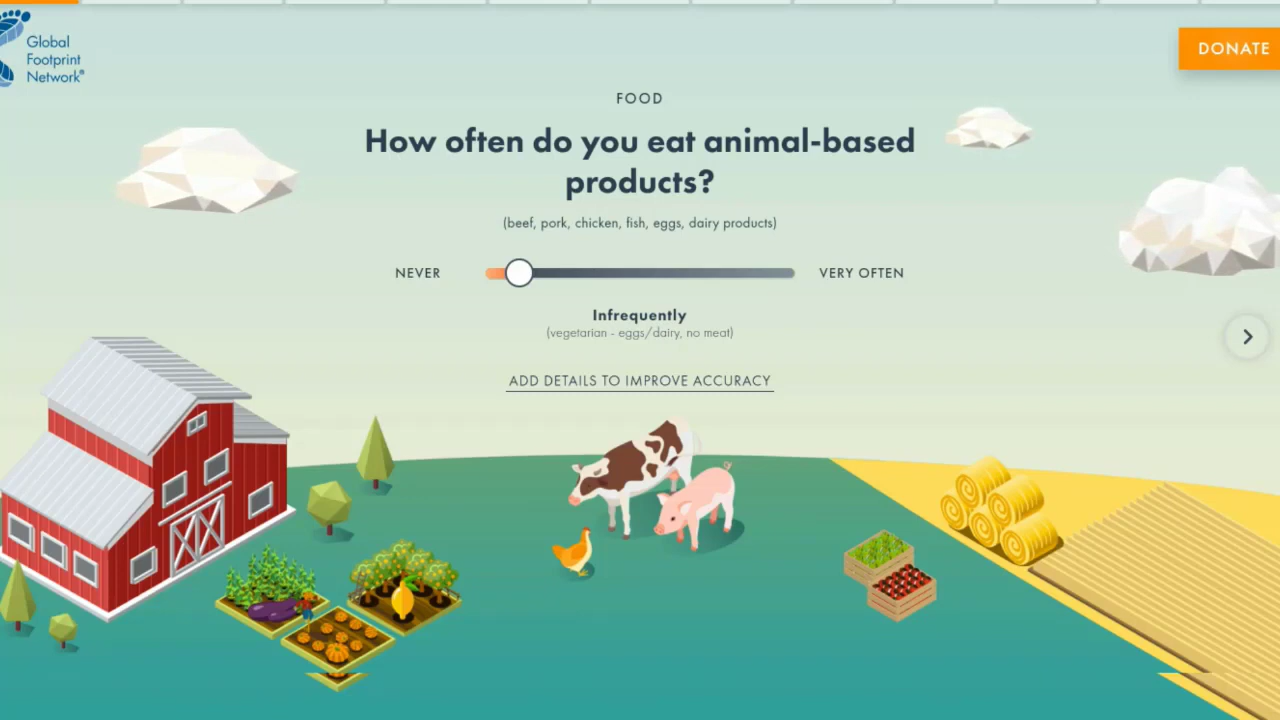 Global
Footprint
Network®
DONATE
FOOD
How often do you eat animal-based
products?
(beef, pork, chicken, fish, eggs, dairy products)
NEVER
VERY OFTEN
Infrequently
(vegetarian - eggs/dairy, no meat)
ADD DETAILS TO IMPROVE ACCURACY